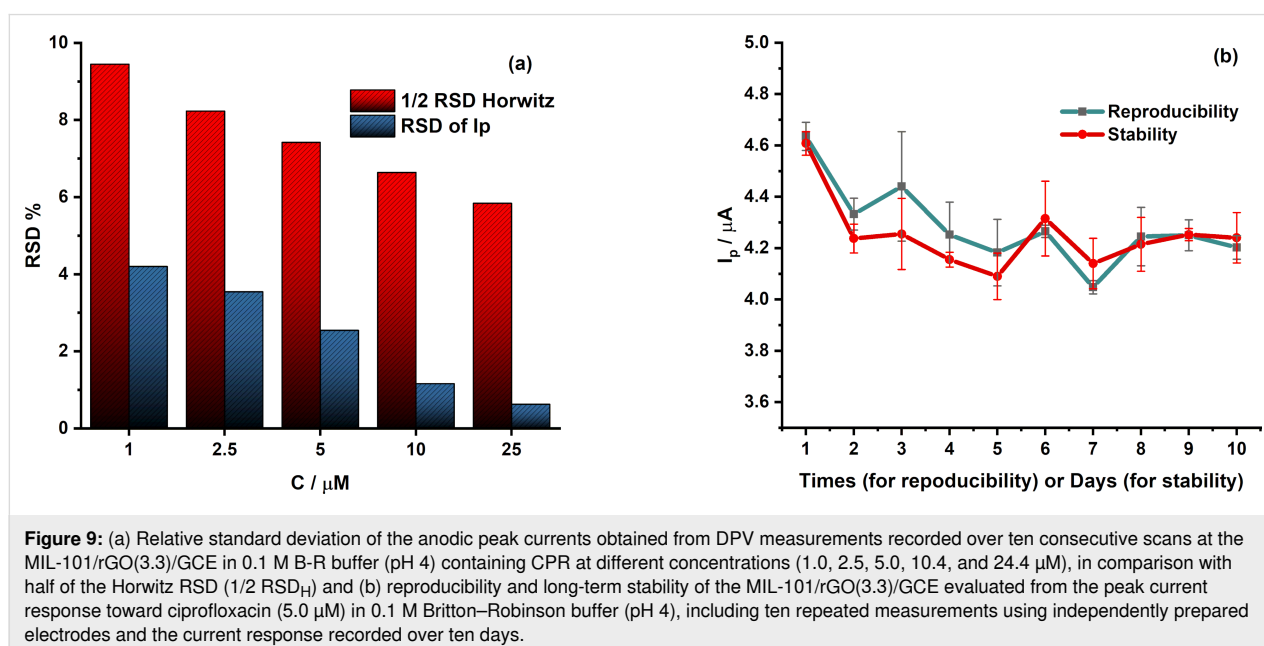 (a)
1/2 RSD Horwitz
RSD of Ip
RSD %
10
8
6
4
2
0
1 2.5 5 10 25
C / μM
(b)
Reproducibility
Stability
Ip / μA
5.0
4.8
4.6
4.4
4.2
4.0
3.8
3.6
1 2 3 4 5 6 7 8 9 10
Times (for repoducibility) or Days (for stability)
Figure 9: (a) Relative standard deviation of the anodic peak currents obtained from DPV measurements recorded over ten consecutive scans at the
MIL-101/rGO(3.3)/GCE in 0.1 M B-R buffer (pH 4) containing CPR at different concentrations (1.0, 2.5, 5.0, 10.4, and 24.4 μM), in comparison with
half of the Horwitz RSD (1/2 RSDH) and (b) reproducibility and long-term stability of the MIL-101/rGO(3.3)/GCE evaluated from the peak current
response toward ciprofloxacin (5.0 μM) in 0.1 M Britton–Robinson buffer (pH 4), including ten repeated measurements using independently prepared
electrodes and the current response recorded over ten days.